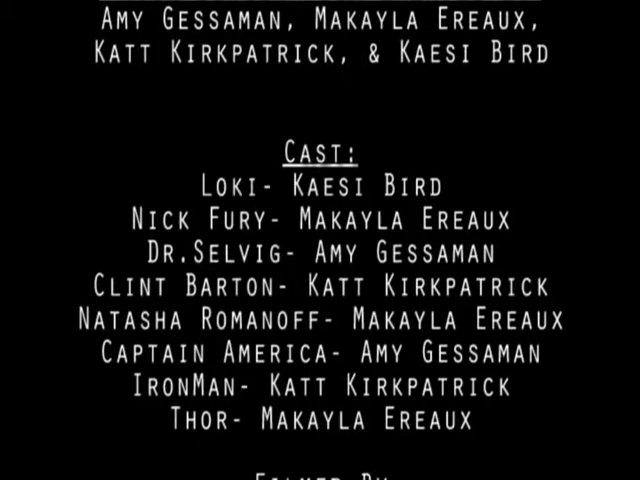 Amy Gessaman, Makayla Ereaux,
Katt Kirkpatrick, & Kaesi Bird
Cast:
Loki- Kaesi Bird
Nick Fury- Makayla Ereaux
Dr.Selvig- Amy Gessaman
Clint Barton- Katt Kirkpatrick
Natasha Romanoff- Makayla Ereaux
Captain America- Amy Gessaman
IronMan- Katt Kirkpatrick
Thor- Makayla Ereaux
Filmed By